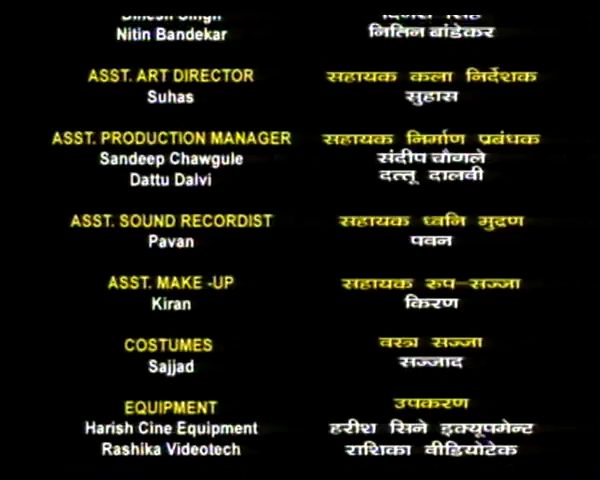 Nitin Bandekar
नितिन बांडेकर
ASST. ART DIRECTOR
सहायक कला निर्देशक
Suhas
सुहास
ASST. PRODUCTION MANAGER
सहायक निर्माण प्रबंधक
Sandeep Chawgule
संदीप चौगले
Dattu Dalvi
दत्तू दालवी
ASST. SOUND RECORDIST
सहायक ध्वनि मुद्रण
Pavan
पवन
ASST. MAKE -UP
सहायक रुप-सज्जा
Kiran
किरण
COSTUMES
वस्त्र सज्जा
Sajjad
सज्जाद
EQUIPMENT
उपकरण
Harish Cine Equipment
हरीश सिने इक्यूपमेन्ट
Rashika Videotech
राशिका वीडियोटेक